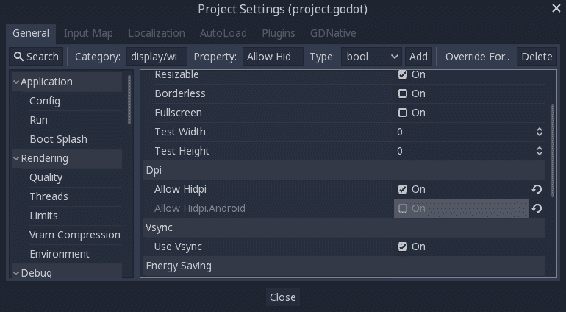 Project Settings (project.godot)
General Input Map Localization AutoLoad Plugins GDNative
Search Category: display/wi Property: Allow Hid Type: bool Add Override For.. Delete
Application
Config
Run
Boot Splash
Rendering
Quality
Threads
Limits
Vram Compression
Environment
Debug
Resizable On
Borderless On
Fullscreen On
Test Width 0
Test Height 0
Dpi
Allow Hidpi On
Allow Hidpi.Android On
Vsync
Use Vsync On
Energy Saving
Close